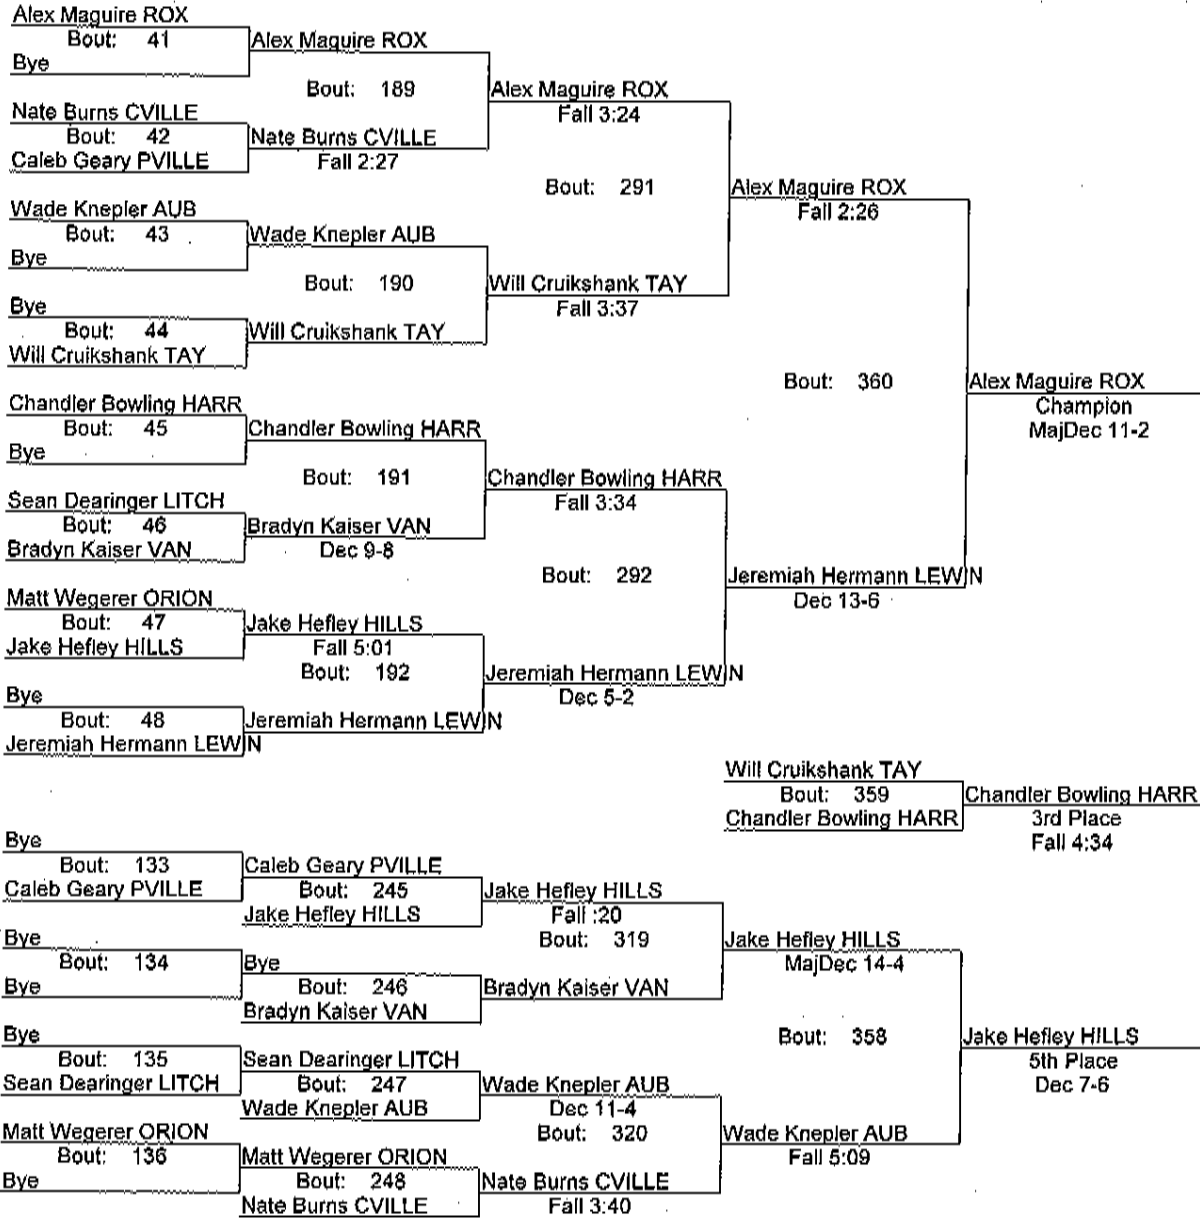 Alex Maguire ROX
Bout: 41
Alex Maguire ROX
Bye
Bout: 189
Alex Maguire ROX
Fall 3:24
Nate Burns CVILLE
Bout: 42
Nate Burns CVILLE
Caleb Geary PVILLE
Fall 2:27
Bout: 291
Alex Maguire ROX
Fall 2:26
Wade Knepler AUB
Bout: 43
Wade Knepler AUB
Bye
Bout: 190
Will Cruikshank TAY
Fall 3:37
Bye
Bout: 44
Will Cruikshank TAY
Will Cruikshank TAY
Bout: 360
Alex Maguire ROX
Champion
MajDec 11-2
Chandler Bowling HARR
Bout: 45
Chandler Bowling HARR
Bye
Bout: 191
Chandler Bowling HARR
Fall 3:34
Sean Dearinger LITCH
Bout: 46
Bradyn Kaiser VAN
Bradyn Kaiser VAN
Dec 9-8
Bout: 292
Jeremiah Hermann LEWIN
Dec 13-6
Matt Wegerer ORION
Bout: 47
Jake Hefley HILLS
Jake Hefley HILLS
Fall 5:01
Bout: 192
Jeremiah Hermann LEWIN
Dec 5-2
Bye
Bout: 48
Jeremiah Hermann LEWIN
Jeremiah Hermann LEWIN
Will Cruikshank TAY
Bout: 359
Chandler Bowling HARR
Chandler Bowling HARR
3rd Place
Fall 4:34
Bye
Bout: 133
Caleb Geary PVILLE
Caleb Geary PVILLE
Bout: 245
Jake Hefley HILLS
Jake Hefley HILLS
Fall :20
Bye
Bout: 319
Jake Hefley HILLS
MajDec 14-4
Bout: 134
Bye
Bye
Bout: 246
Bradyn Kaiser VAN
Bradyn Kaiser VAN
Bye
Bout: 358
Jake Hefley HILLS
5th Place
Dec 7-6
Bout: 135
Sean Dearinger LITCH
Sean Dearinger LITCH
Bout: 247
Wade Knepler AUB
Wade Knepler AUB
Dec 11-4
Matt Wegerer ORION
Bout: 320
Wade Knepler AUB
Fall 5:09
Bout: 136
Matt Wegerer ORION
Bye
Bout: 248
Nate Burns CVILLE
Nate Burns CVILLE
Fall 3:40